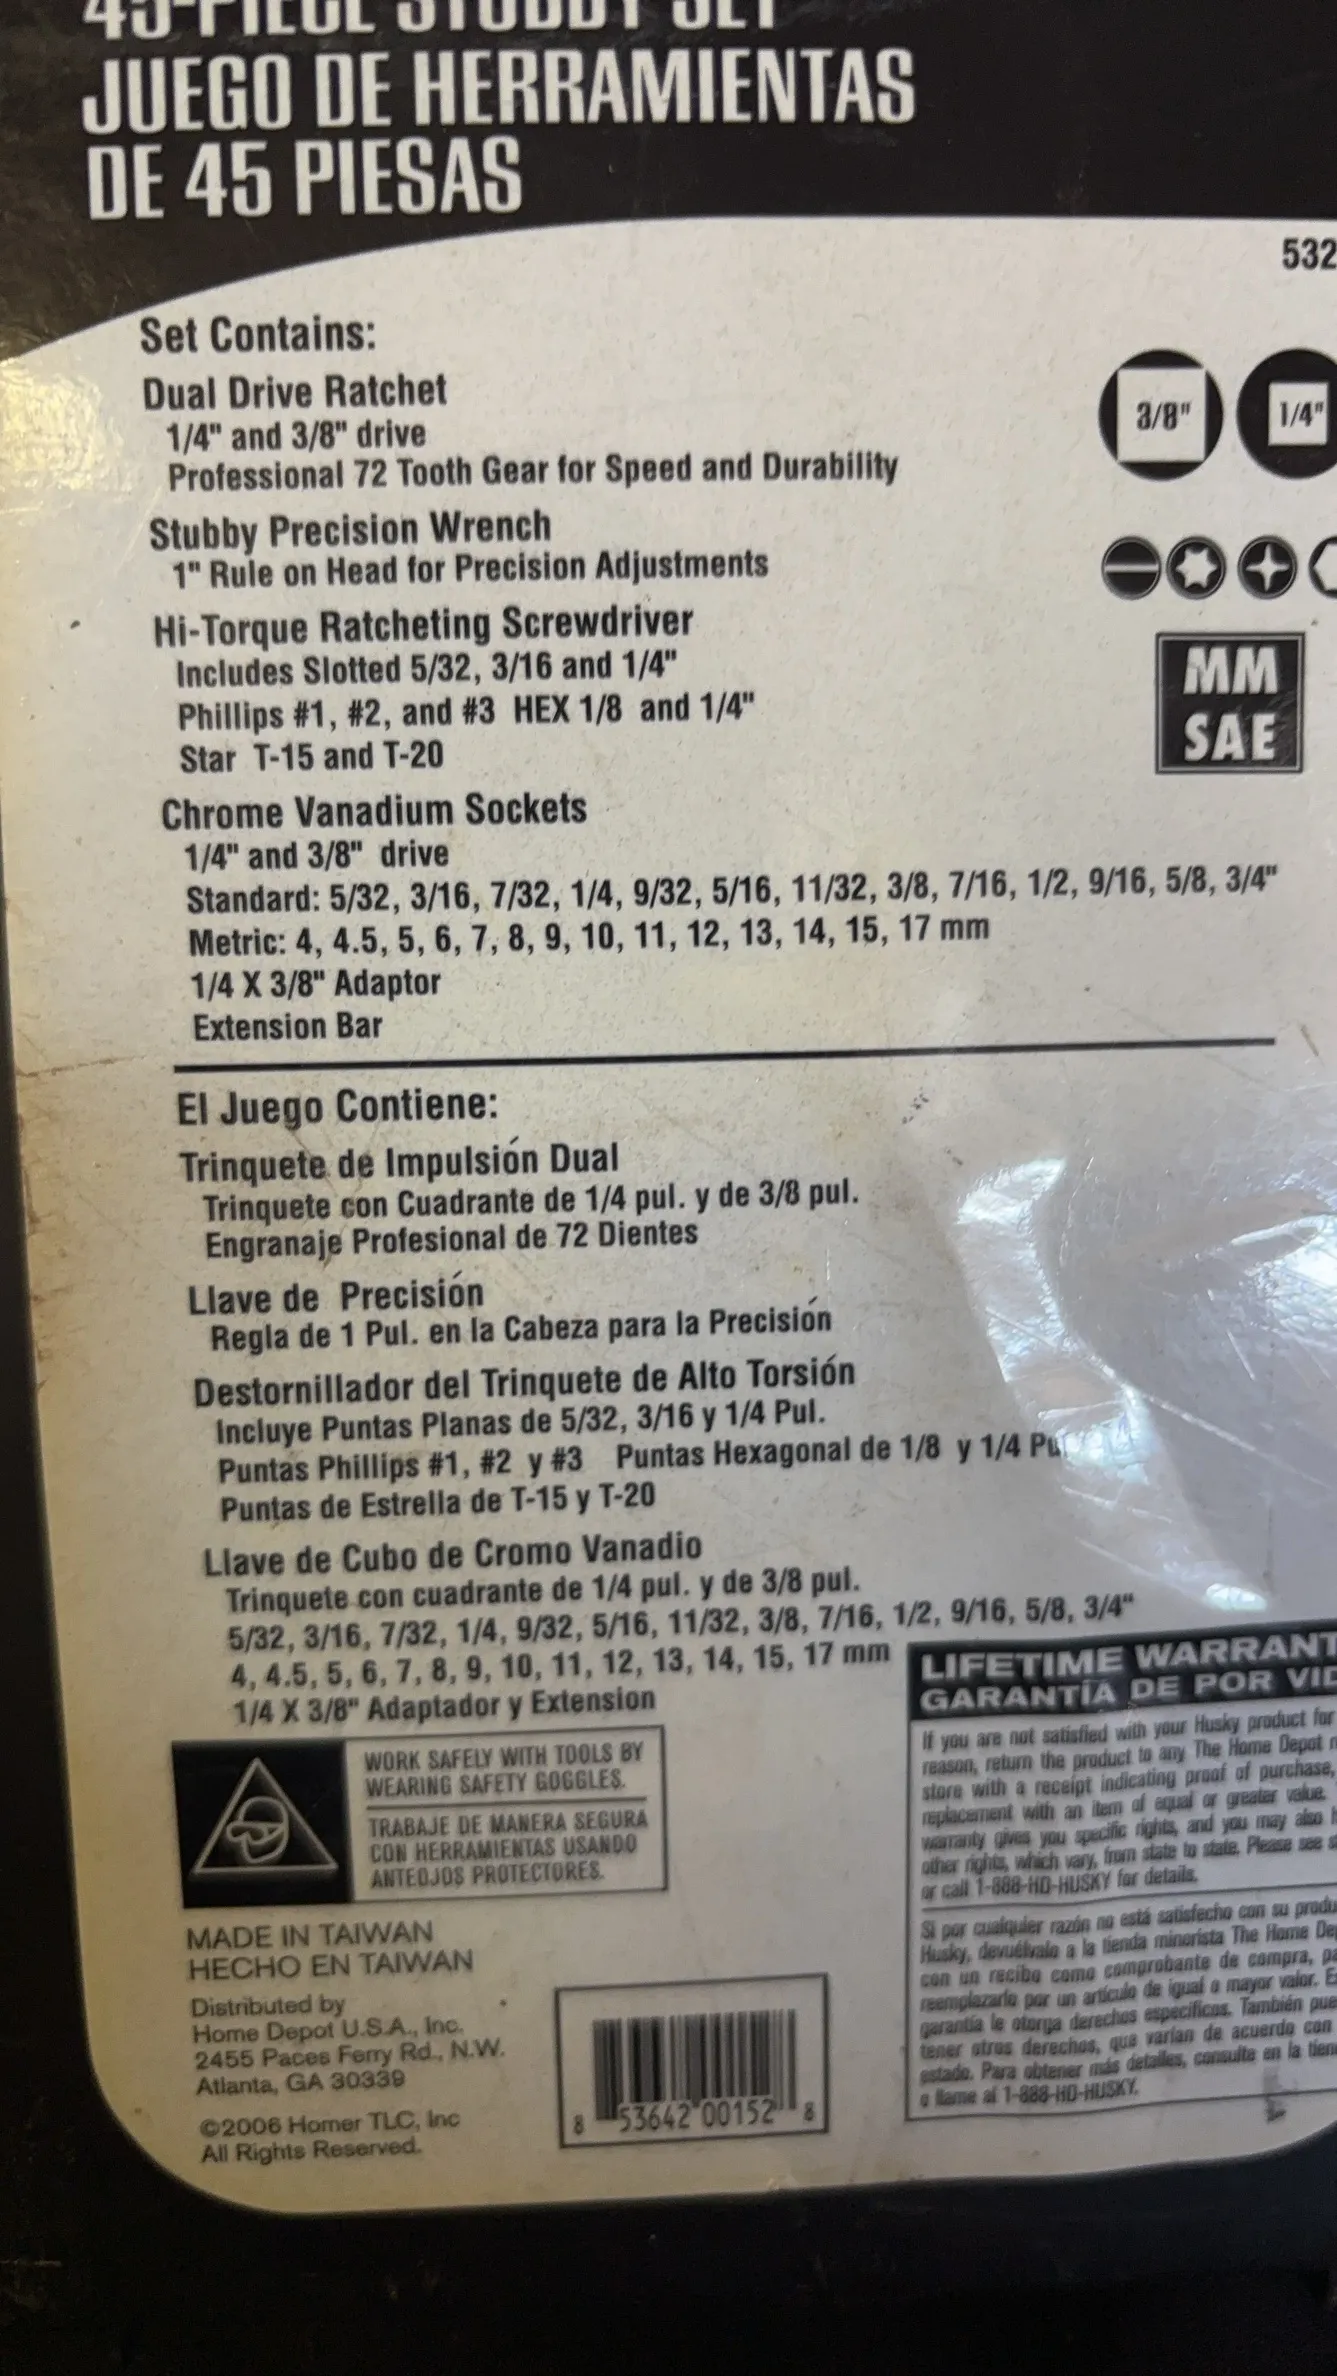 45-PIECE STUBBY SET
JUEGO DE HERRAMIENTAS
DE 45 PIESAS
532
Set Contains:
Dual Drive Ratchet
1/4" and 3/8" drive
Professional 72 Tooth Gear for Speed and Durability
3/8"
1/4"
Stubby Precision Wrench
1" Rule on Head for Precision Adjustments
Hi-Torque Ratcheting Screwdriver
Includes Slotted 5/32, 3/16 and 1/4"
Phillips #1, #2, and #3 HEX 1/8 and 1/4"
Star T-15 and T-20
MM
SAE
Chrome Vanadium Sockets
1/4" and 3/8" drive
Standard: 5/32, 3/16, 7/32, 1/4, 9/32, 5/16, 11/32, 3/8, 7/16, 1/2, 9/16, 5/8, 3/4"
Metric: 4, 4.5, 5, 6, 7, 8, 9, 10, 11, 12, 13, 14, 15, 17 mm
1/4 X 3/8" Adaptor
Extension Bar
El Juego Contiene:
Trinquete de Impulsión Dual
Trinquete con Cuadrante de 1/4 pul. y de 3/8 pul.
Engranaje Profesional de 72 Dientes
Llave de Precisión
Regla de 1 Pul. en la Cabeza para la Precisión
Destornillador del Trinquete de Alto Torsión
Incluye Puntas Planas de 5/32, 3/16 y 1/4 Pul.
Puntas Phillips #1, #2 y #3 Puntas Hexagonal de 1/8 y 1/4 Pu
Puntas de Estrella de T-15 y T-20
Llave de Cubo de Cromo Vanadio
Trinquete con cuadrante de 1/4 pul. y de 3/8 pul.
5/32, 3/16, 7/32, 1/4, 9/32, 5/16, 11/32, 3/8, 7/16, 1/2, 9/16, 5/8, 3/4"
4, 4.5, 5, 6, 7, 8, 9, 10, 11, 12, 13, 14, 15, 17 mm
1/4 X 3/8" Adaptador y Extension
WORK SAFELY WITH TOOLS BY
WEARING SAFETY GOGGLES.
TRABAJE DE MANERA SEGURA
CON HERRAMIENTAS USANDO
ANTEOJOS PROTECTORES.
MADE IN TAIWAN
HECHO EN TAIWAN
Distributed by
Home Depot U.S.A., Inc.
2455 Paces Ferry Rd., N.W.
Atlanta, GA 30339
©2006 Homer TLC, Inc
All Rights Reserved.
8 53642 00152 8
LIFETIME WARRANT
GARANTÍA DE POR VID
If you are not satisfied with your Husky product for
reason, return the product to any The Home Depot r
store with a receipt indicating proof of purchase,
replacement with an item of equal or greater value.
warranty gives you specific rights, and you may also
other rights, which vary, from state to state. Please see
or call 1-888-HD-HUSKY for details.
Si por cualquier razón no está satisfecho con su produ
Husky, devuélvalo a la tienda minorista The Home De
con un recibo como comprobante de compra, pa
reemplazarlo por un artículo de igual o mayor valor. E
garantía le otorga derechos específicos. También pue
tener otros derechos, que varían de acuerdo con
estado. Para obtener más detalles, consulte en la tien
o llame al 1-888-HD-HUSKY.